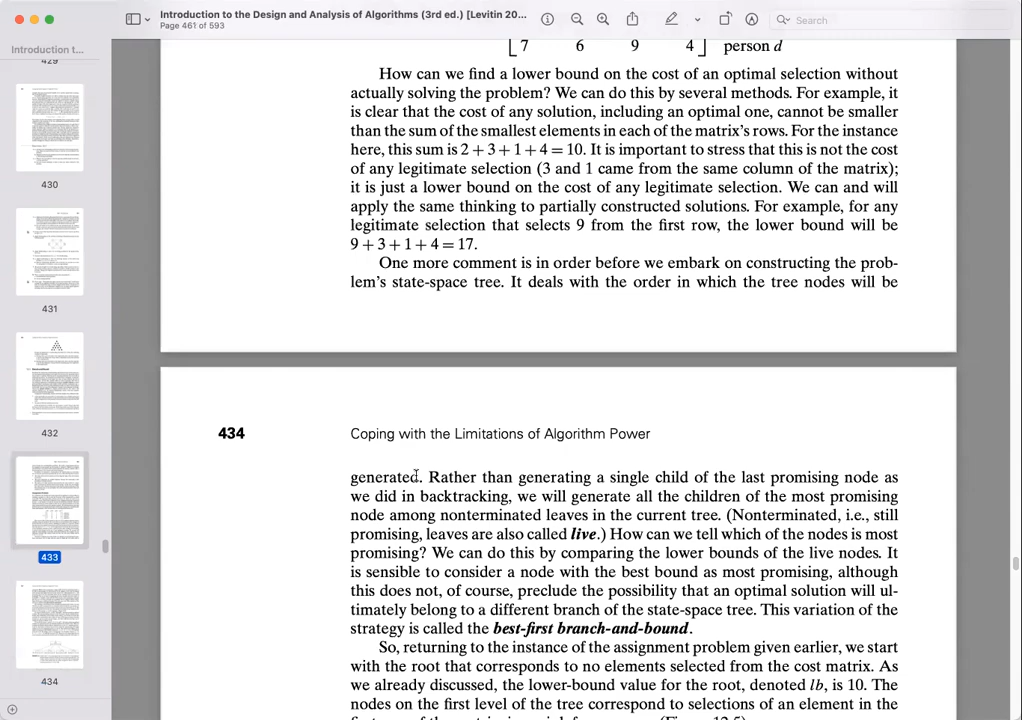 Introduction to the Design and Analysis of Algorithms (3rd ed.) [Levitin 20...
Page 461 of 593
Search
Introduction t...
429
430
431
432
433
434
7 6 9 4 person d
How can we find a lower bound on the cost of an optimal selection without
actually solving the problem? We can do this by several methods. For example, it
is clear that the cost of any solution, including an optimal one, cannot be smaller
than the sum of the smallest elements in each of the matrix's rows. For the instance
here, this sum is 2 + 3 + 1 + 4 = 10. It is important to stress that this is not the cost
of any legitimate selection (3 and 1 came from the same column of the matrix);
it is just a lower bound on the cost of any legitimate selection. We can and will
apply the same thinking to partially constructed solutions. For example, for any
legitimate selection that selects 9 from the first row, the lower bound will be
9 + 3 + 1 + 4 = 17.
One more comment is in order before we embark on constructing the prob-
lem's state-space tree. It deals with the order in which the tree nodes will be
434 Coping with the Limitations of Algorithm Power
generated. Rather than generating a single child of the last promising node as
we did in backtracking, we will generate all the children of the most promising
node among nonterminated leaves in the current tree. (Nonterminated, i.e., still
promising, leaves are also called live.) How can we tell which of the nodes is most
promising? We can do this by comparing the lower bounds of the live nodes. It
is sensible to consider a node with the best bound as most promising, although
this does not, of course, preclude the possibility that an optimal solution will ul-
timately belong to a different branch of the state-space tree. This variation of the
strategy is called the best-first branch-and-bound.
So, returning to the instance of the assignment problem given earlier, we start
with the root that corresponds to no elements selected from the cost matrix. As
we already discussed, the lower-bound value for the root, denoted lb, is 10. The
nodes on the first level of the tree correspond to selections of an element in the